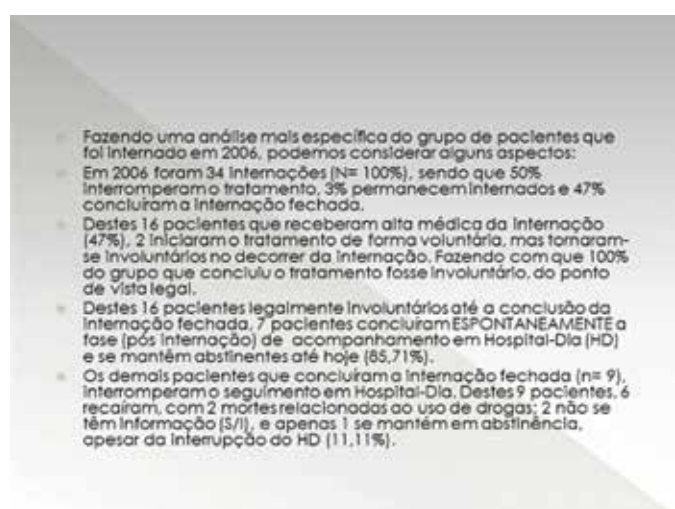 Fazendo uma análise mais específica do grupo de pacientes que
foi internado em 2006, podemos considerar alguns aspectos:
Em 2006 foram 34 internações (N= 100%), sendo que 50%
interromperam o tratamento, 3% permanecem internados e 47%
concluíram a internação fechada.
Destes 16 pacientes que receberam alta médica da internação
(47%), 2 iniciaram o tratamento de forma voluntária, mas tornaram-
se involuntários no decorrer da internação. Fazendo com que 100%
do grupo que concluiu o tratamento fosse involuntário, do ponto
de vista legal.
Destes 16 pacientes legalmente involuntários até a conclusão da
internação fechada, 7 pacientes concluíram ESPONTANEAMENTE a
fase (pós internação) de acompanhamento em Hospital-Dia (HD)
e se mantêm abstinentes até hoje (85,71%).
Os demais pacientes que concluíram a internação fechada (n= 9),
interromperam o seguimento em Hospital-Dia. Destes 9 pacientes, 6
recaíram, com 2 mortes relacionadas ao uso de drogas; 2 não se
têm informação (S/I), e apenas 1 se mantém em abstinência,
apesar da interrupção do HD (11,11%).